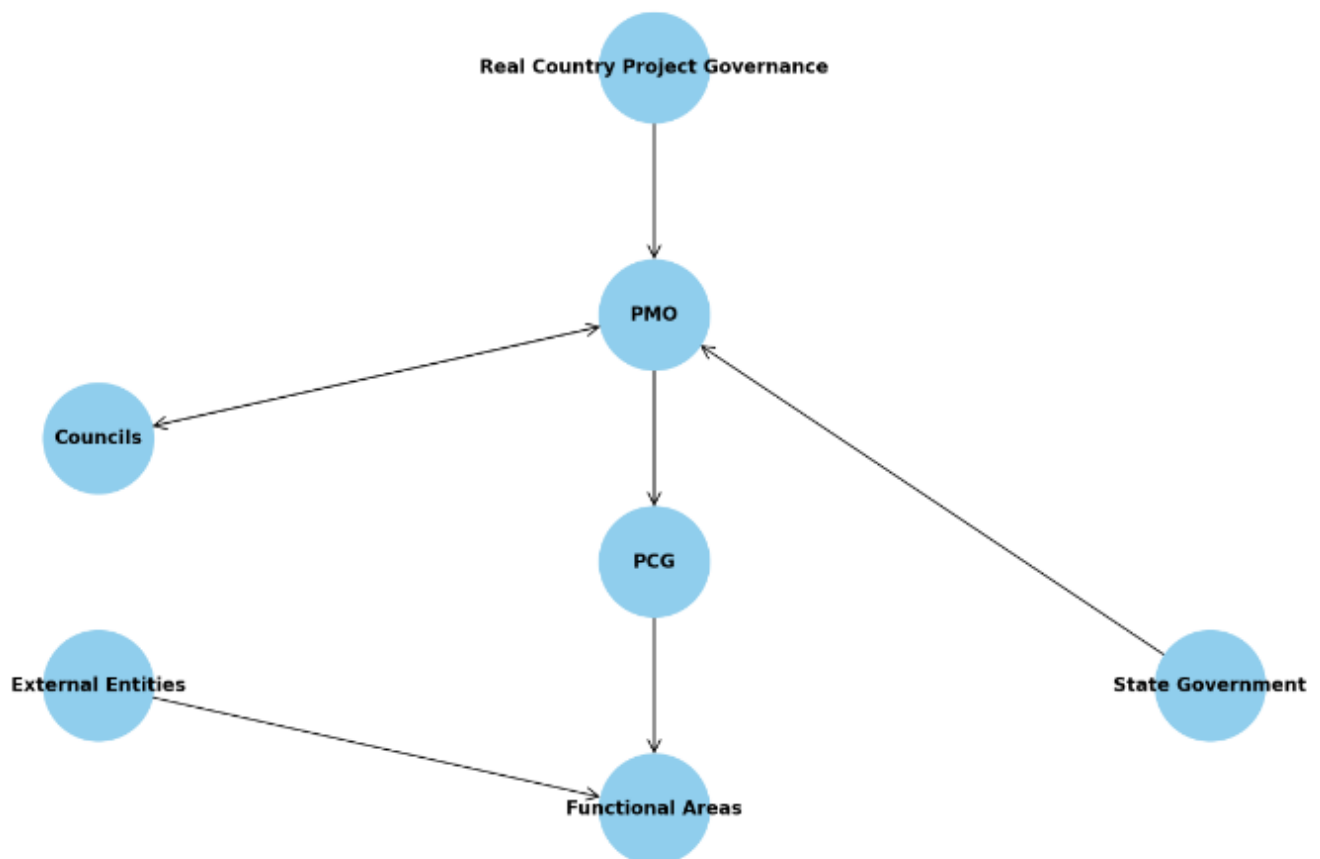 Real Country Project Governance
PMO
Councils
PCG
External Entities
State Government
Functional Areas